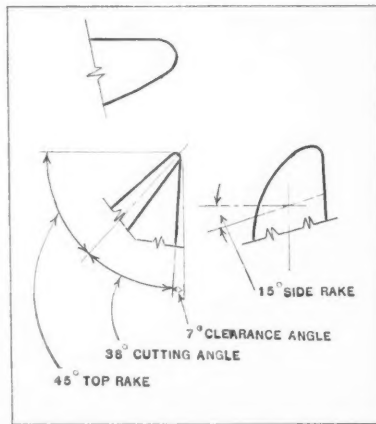 15° SIDE RAKE
7° CLEARANCE ANGLE
38° CUTTING ANGLE
45° TOP RAKE